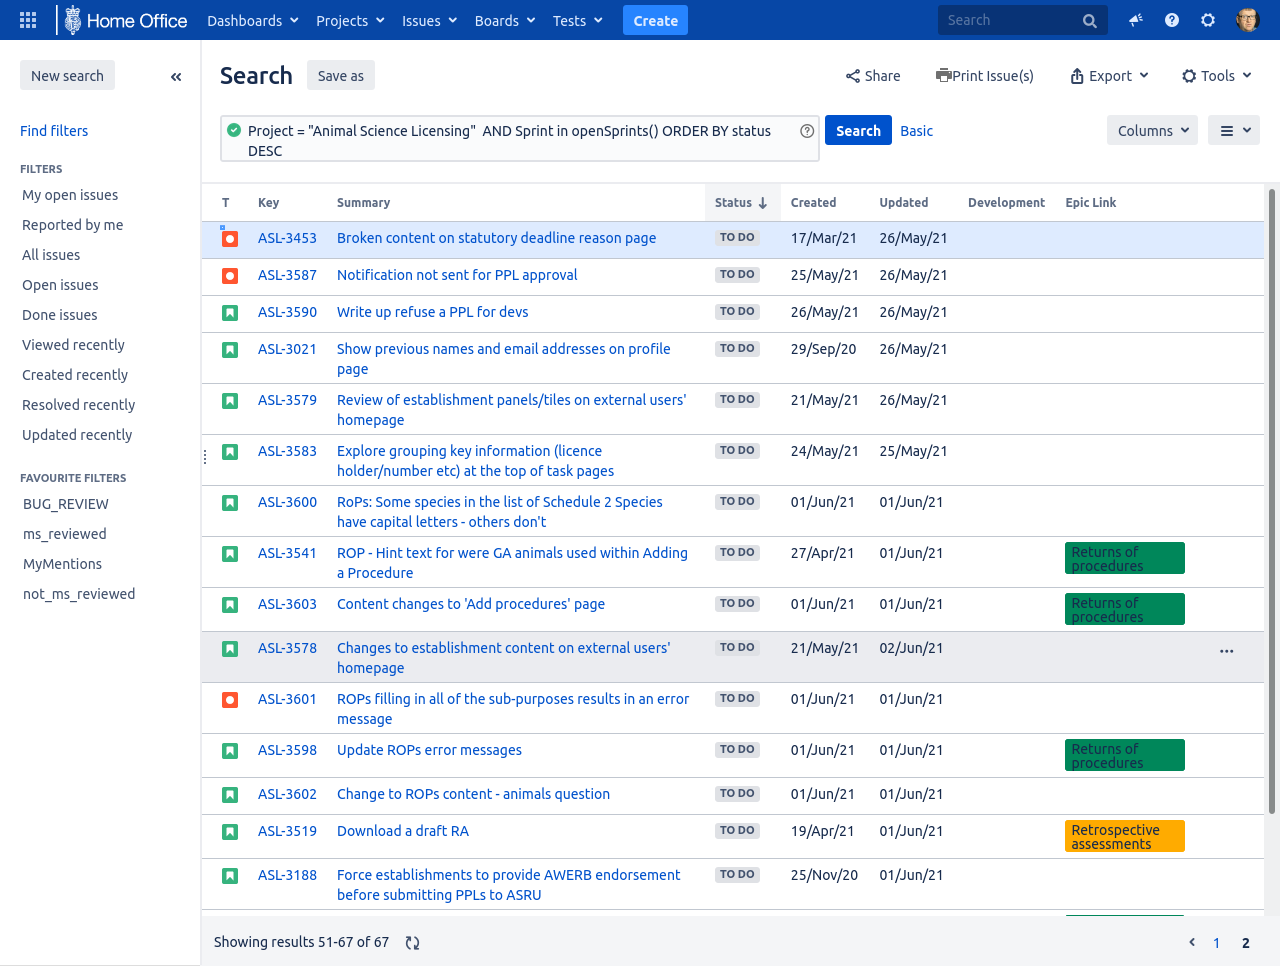 Home Office Dashboards Projects Issues Boards Tests Create Search
New search
Find filters
FILTERS
My open issues
Reported by me
All issues
Open issues
Done issues
Viewed recently
Created recently
Resolved recently
Updated recently
FAVOURITE FILTERS
BUG_REVIEW
ms_reviewed
MyMentions
not_ms_reviewed
Search Save as Share Print Issue(s) Export Tools
Project = "Animal Science Licensing"  AND Sprint in openSprints() ORDER BY status
DESC
Search Basic Columns
T Key Summary Status Created Updated Development Epic Link
ASL-3453 Broken content on statutory deadline reason page TO DO 17/Mar/21 26/May/21
ASL-3587 Notification not sent for PPL approval TO DO 25/May/21 26/May/21
ASL-3590 Write up refuse a PPL for devs TO DO 26/May/21 26/May/21
ASL-3021 Show previous names and email addresses on profile TO DO 29/Sep/20 26/May/21
page
ASL-3579 Review of establishment panels/tiles on external users' TO DO 21/May/21 26/May/21
homepage
ASL-3583 Explore grouping key information (licence TO DO 24/May/21 25/May/21
holder/number etc) at the top of task pages
ASL-3600 RoPs: Some species in the list of Schedule 2 Species TO DO 01/Jun/21 01/Jun/21
have capital letters - others don't
ASL-3541 ROP - Hint text for were GA animals used within Adding TO DO 27/Apr/21 01/Jun/21 Returns of
a Procedure procedures
ASL-3603 Content changes to 'Add procedures' page TO DO 01/Jun/21 01/Jun/21 Returns of
procedures
ASL-3578 Changes to establishment content on external users' TO DO 21/May/21 02/Jun/21
homepage
ASL-3601 ROPs filling in all of the sub-purposes results in an error TO DO 01/Jun/21 01/Jun/21
message
ASL-3598 Update ROPs error messages TO DO 01/Jun/21 01/Jun/21 Returns of
procedures
ASL-3602 Change to ROPs content - animals question TO DO 01/Jun/21 01/Jun/21
ASL-3519 Download a draft RA TO DO 19/Apr/21 01/Jun/21 Retrospective
assessments
ASL-3188 Force establishments to provide AWERB endorsement TO DO 25/Nov/20 01/Jun/21
before submitting PPLs to ASRU
Showing results 51-67 of 67 1 2